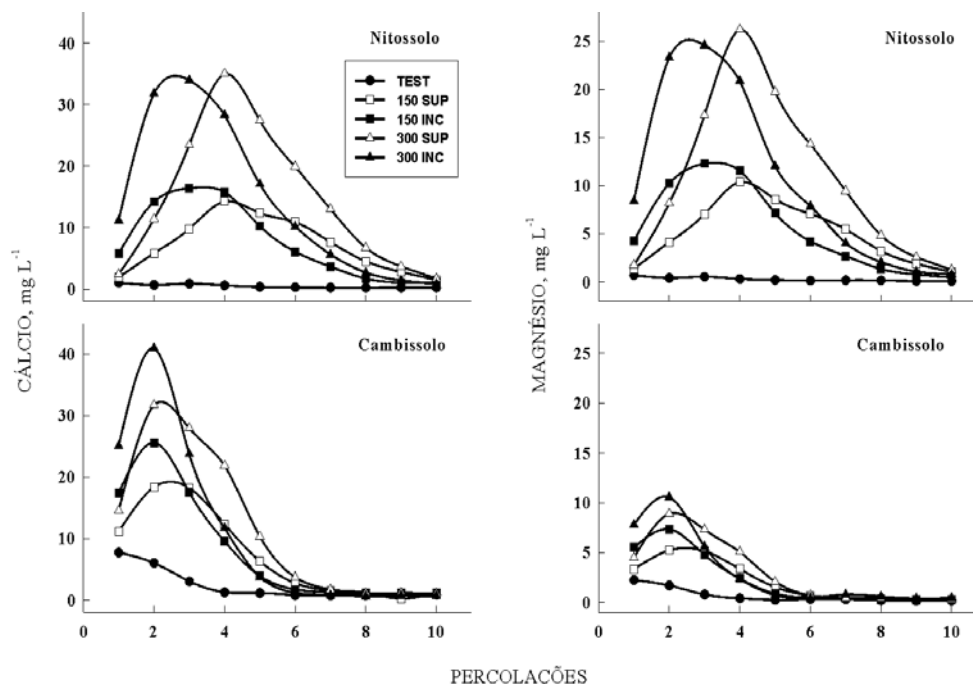 Nitossolo
40
30
20
10
0
TEST
150 SUP
150 INC
300 SUP
300 INC
Nitossolo
25
20
15
10
5
0
CÁLCIO, mg L-1
MAGNÉSIO, mg L-1
Cambissolo
40
30
20
10
0
0 2 4 6 8 10
Cambissolo
25
20
15
10
5
0
0 2 4 6 8 10
PERCOLAÇÕES